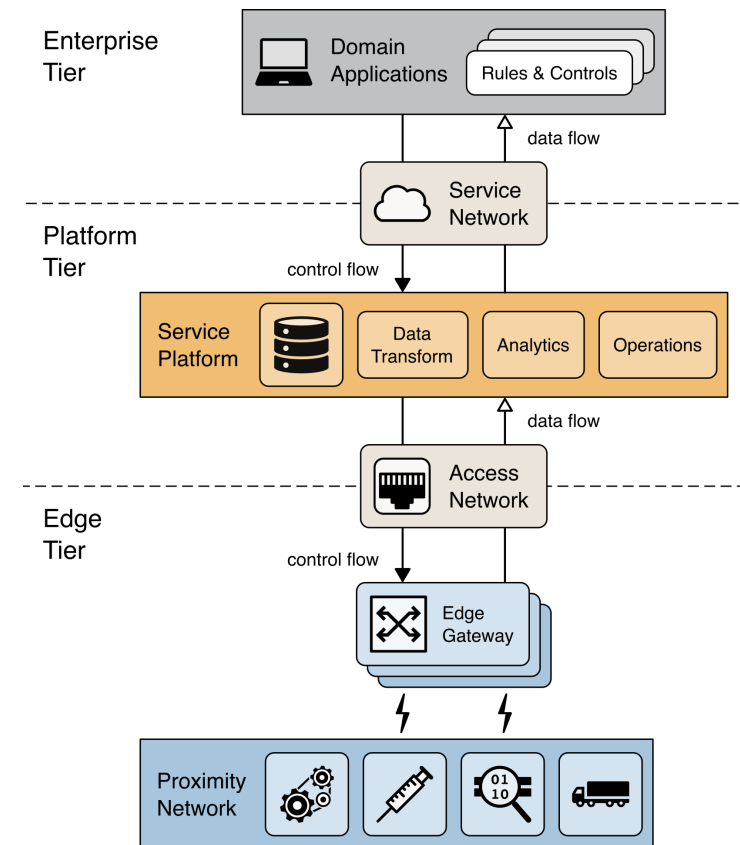 Enterprise
Tier
Domain
Applications
Rules & Controls
data flow
Service
Network
Platform
Tier
control flow
Service
Platform
Data
Transform
Analytics
Operations
data flow
Access
Network
Edge
Tier
control flow
Edge
Gateway
Proximity
Network
01
10